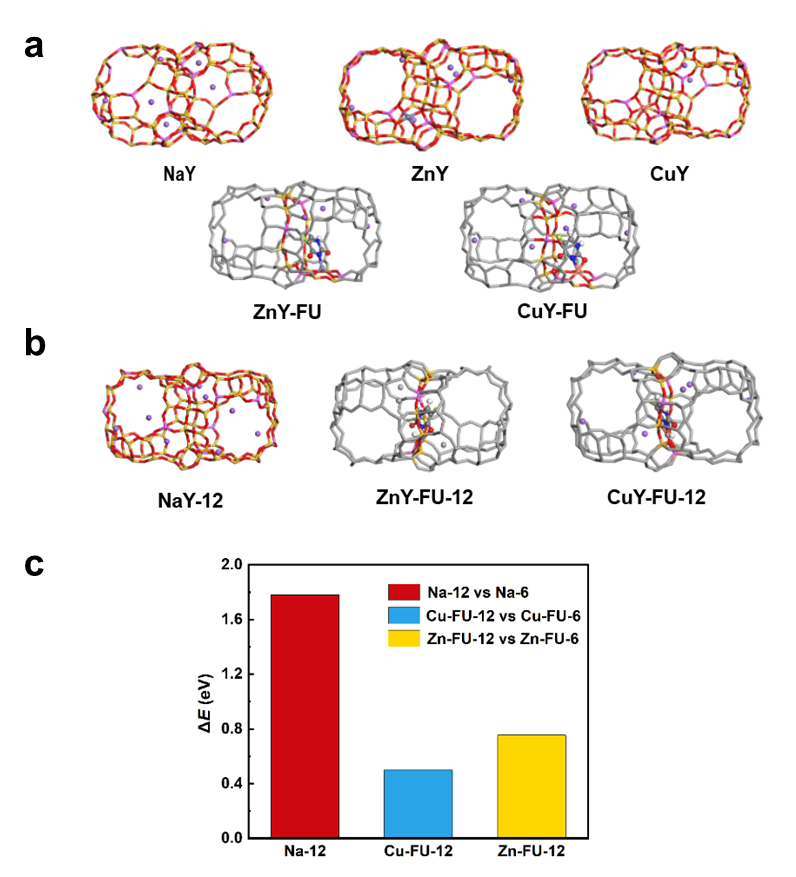 a
NaY
ZnY
CuY
ZnY-FU
CuY-FU
b
NaY-12
ZnY-FU-12
CuY-FU-12
c
2.0
1.6
1.2
0.8
0.4
0.0
ΔE (eV)
Na-12 vs Na-6
Cu-FU-12 vs Cu-FU-6
Zn-FU-12 vs Zn-FU-6
Na-12
Cu-FU-12
Zn-FU-12